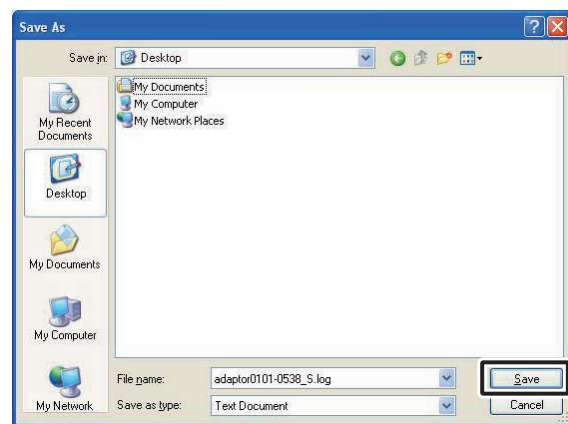 Save As
Save in:
Desktop
My Documents
My Computer
My Network Places
My Recent
Documents
Desktop
My Documents
My Computer
My Network
File name:
adaptor0101-0538_S.log
Save
Save as type:
Text Document
Cancel